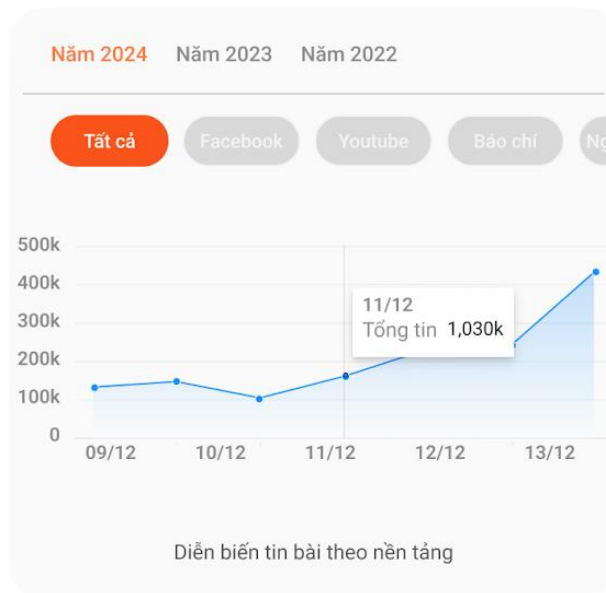 Năm 2024 Năm 2023 Năm 2022
Tất cả Facebook Youtube Báo chí
500k
400k
300k
200k
100k
0
11/12
Tổng tin 1,030k
09/12 10/12 11/12 12/12 13/12
Diễn biến tin bài theo nền tảng